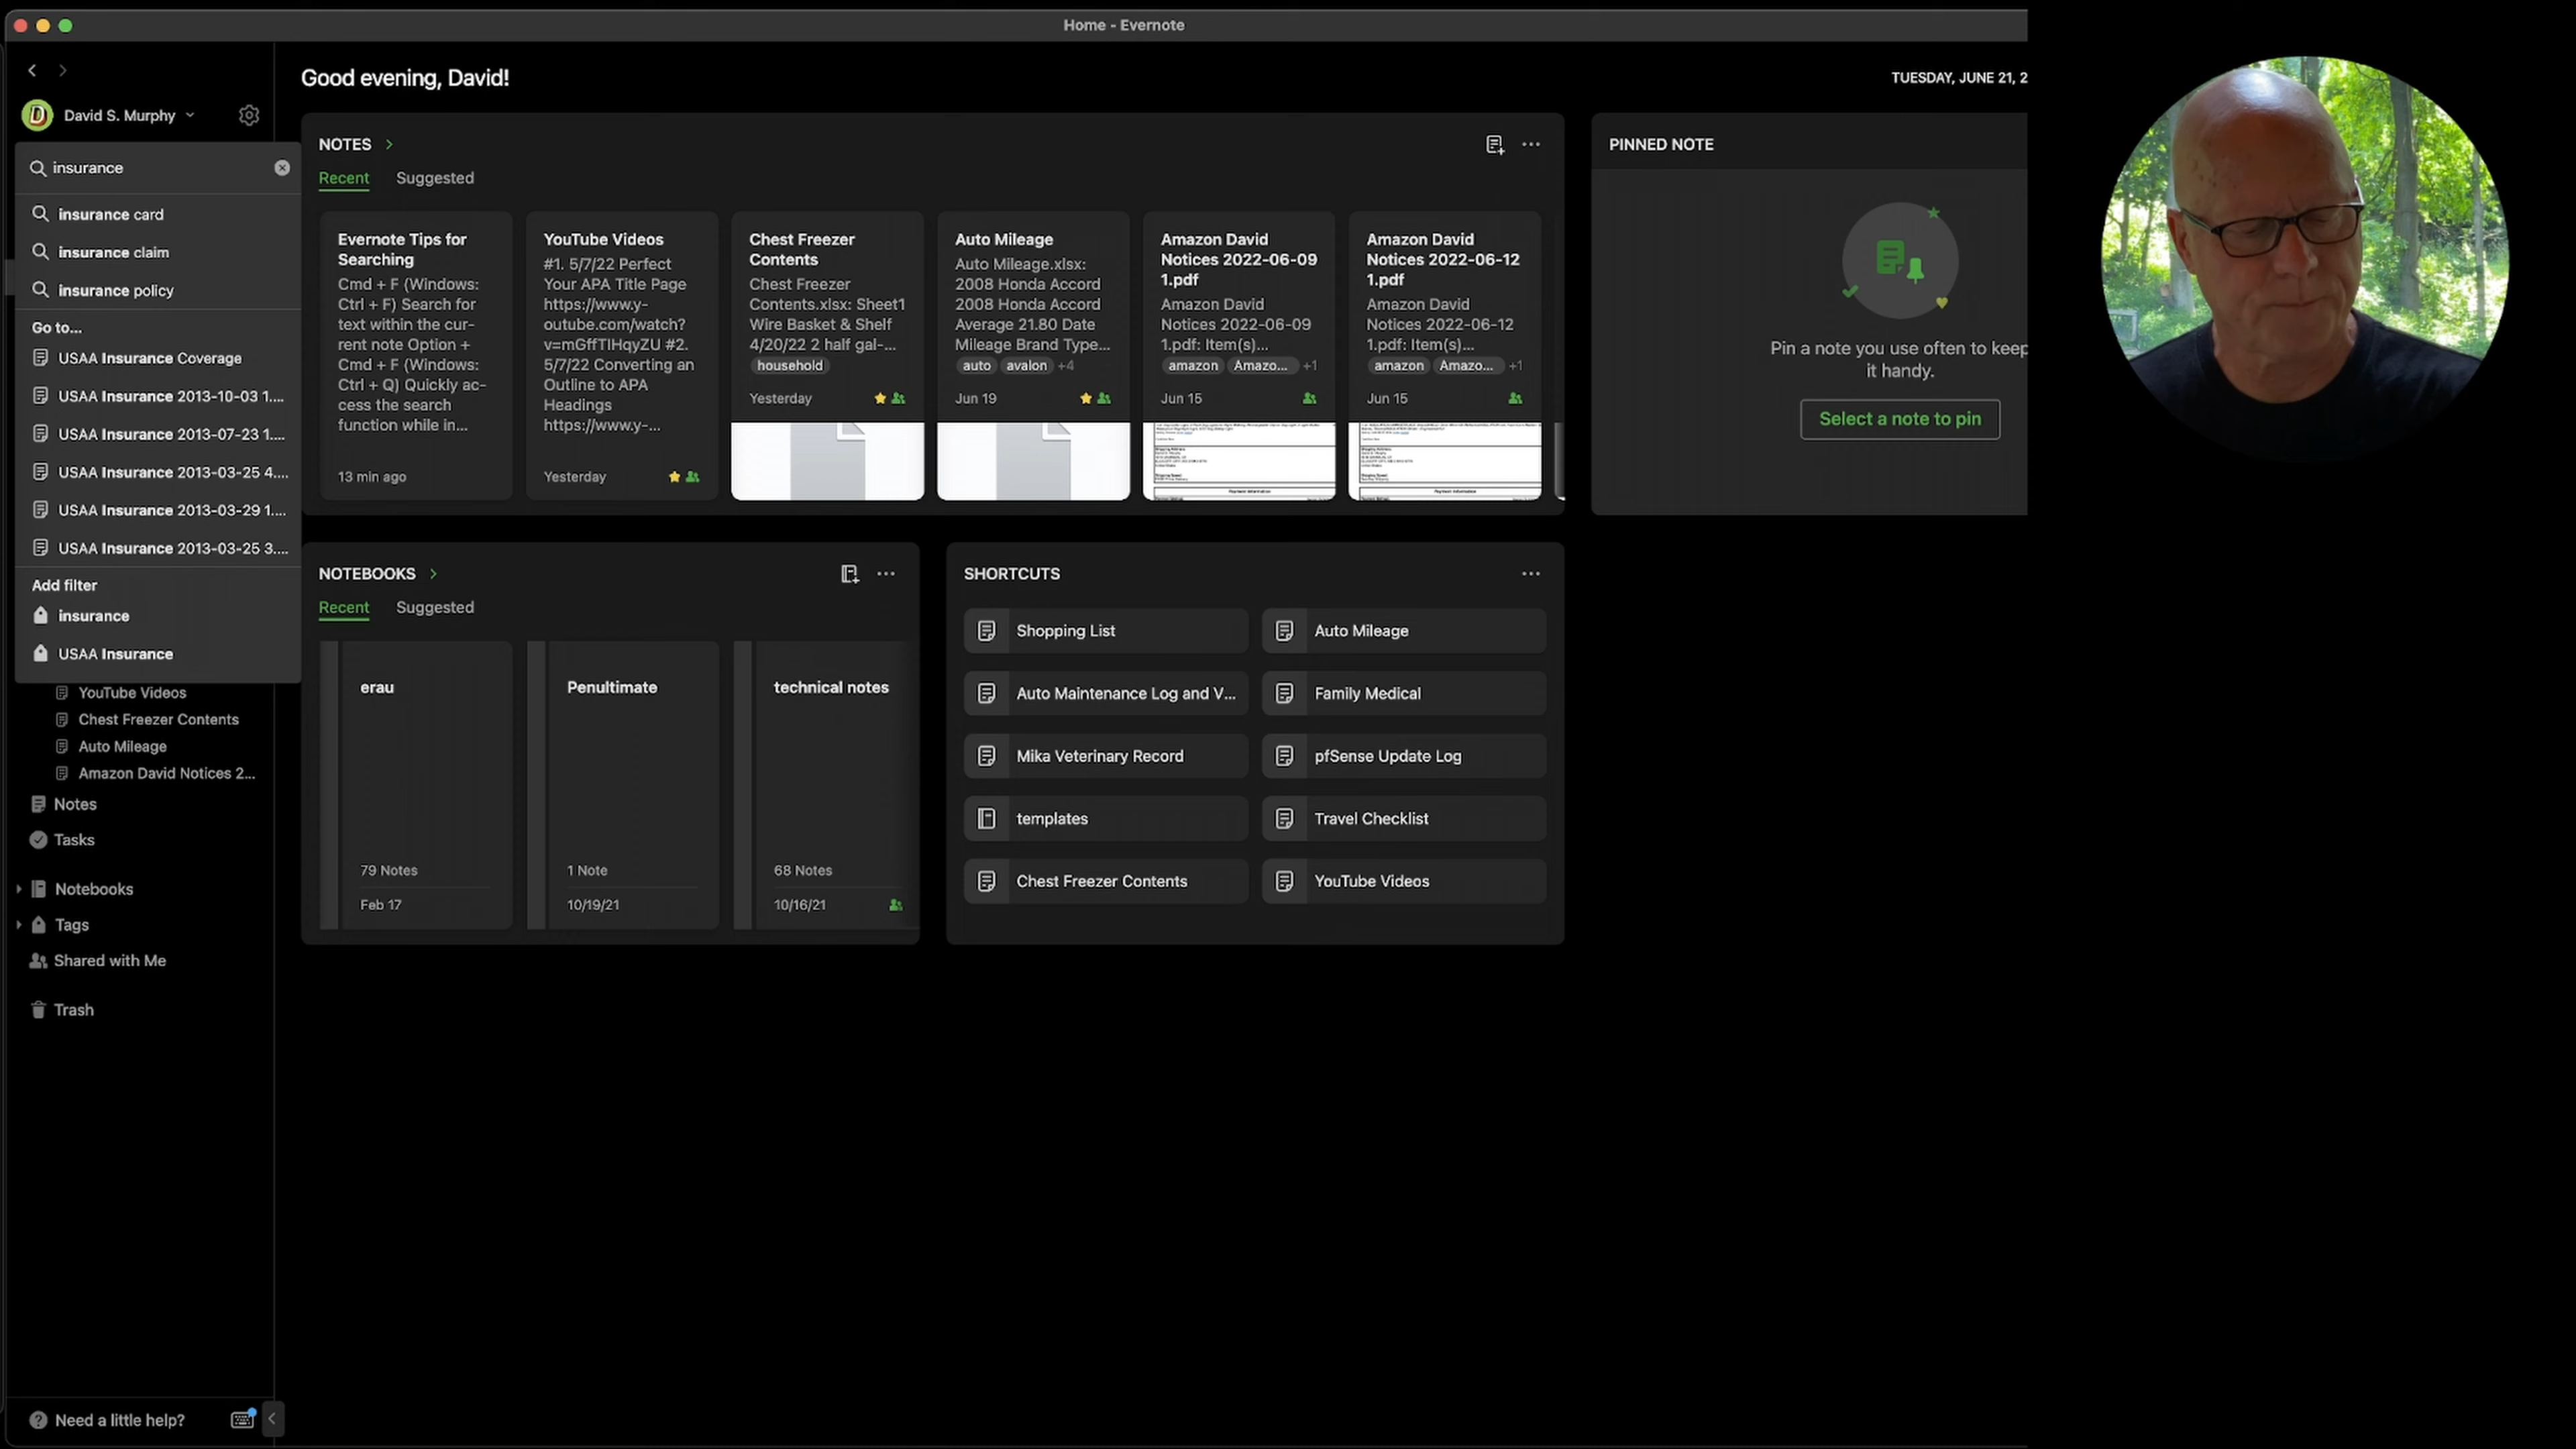 Home - Evernote
David S. Murphy
insurance
insurance card
insurance claim
insurance policy
Go to...
USAA Insurance Coverage
USAA Insurance 2013-10-03 1....
USAA Insurance 2013-07-23 1....
USAA Insurance 2013-03-25 4....
USAA Insurance 2013-03-29 1....
USAA Insurance 2013-03-25 3....
Add filter
insurance
USAA Insurance
YouTube Videos
Chest Freezer Contents
Auto Mileage
Amazon David Notices 2...
Notes
Tasks
Notebooks
Tags
Shared with Me
Trash
Need a little help?
Good evening, David!
TUESDAY, JUNE 21, 2
NOTES
Recent Suggested
Evernote Tips for
Searching
Cmd + F (Windows:
Ctrl + F) Search for
text within the cur-
rent note Option +
Cmd + F (Windows:
Ctrl + Q) Quickly ac-
cess the search
function while in...
13 min ago
YouTube Videos
#1. 5/7/22 Perfect
Your APA Title Page
https://www.y-
outube.com/watch?
v=mGffTIHqyZU #2.
5/7/22 Converting an
Outline to APA
Headings
https://www.y-...
Yesterday
Chest Freezer
Contents
Chest Freezer
Contents.xlsx: Sheet1
Wire Basket & Shelf
4/20/22 2 half gal-...
household
Yesterday
Auto Mileage
Auto Mileage.xlsx:
2008 Honda Accord
2008 Honda Accord
Average 21.80 Date
Mileage Brand Type...
auto avalon +4
Jun 19
Amazon David
Notices 2022-06-09
1.pdf
Amazon David
Notices 2022-06-09
1.pdf: Item(s)...
amazon Amazo... +1
Jun 15
Amazon David
Notices 2022-06-12
1.pdf
Amazon David
Notices 2022-06-12
1.pdf: Item(s)...
amazon Amazo... +1
Jun 15
PINNED NOTE
Pin a note you use often to keep
it handy.
Select a note to pin
NOTEBOOKS
Recent Suggested
erau
79 Notes
Feb 17
Penultimate
1 Note
10/19/21
technical notes
68 Notes
10/16/21
SHORTCUTS
Shopping List
Auto Mileage
Auto Maintenance Log and V...
Family Medical
Mika Veterinary Record
pfSense Update Log
templates
Travel Checklist
Chest Freezer Contents
YouTube Videos